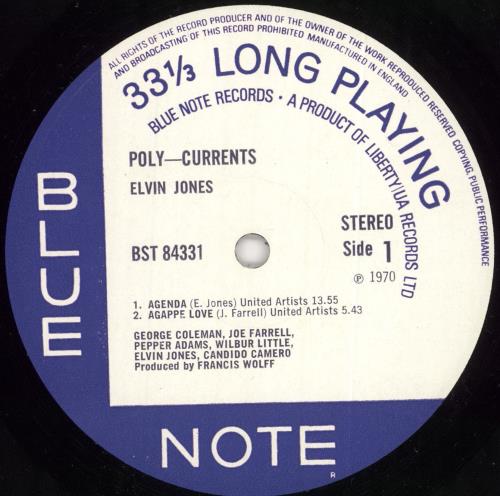 ALL RIGHTS OF THE RECORD PRODUCER AND OF THE OWNER OF THE WORK REPRODUCED RESERVED COPYING, PUBLIC PERFORMANCE
AND BROADCASTING OF THIS RECORD PROHIBITED MANUFACTURED IN ENGLAND
33⅓ LONG PLAYING
BLUE NOTE RECORDS · A PRODUCT OF LIBERTY/UA RECORDS LTD
POLY—CURRENTS
ELVIN JONES
BST 84331
STEREO
Side 1
℗ 1970
1. AGENDA (E. Jones) United Artists 13.55
2. AGAPPE LOVE (J. Farrell) United Artists 5.43
GEORGE COLEMAN, JOE FARRELL,
PEPPER ADAMS, WILBUR LITTLE,
ELVIN JONES, CANDIDO CAMERO
Produced by FRANCIS WOLFF
BLUE
NOTE
R